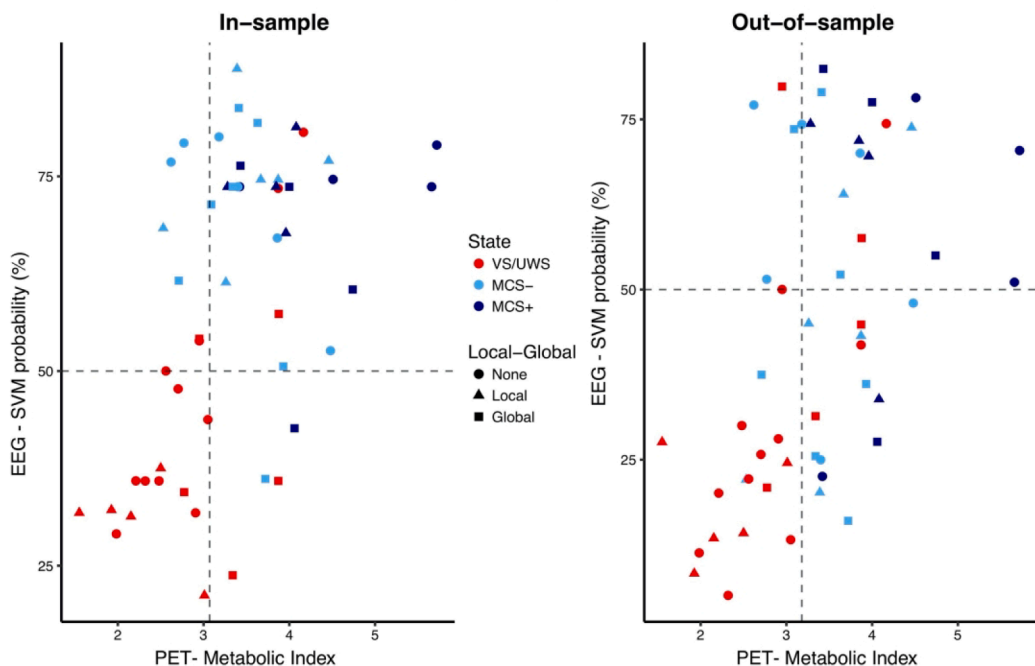 In−sample
EEG - SVM probability (%)
75
50
25
2
3
4
5
PET- Metabolic Index
State
VS/UWS
MCS−
MCS+
Local−Global
None
Local
Global
Out−of−sample
EEG - SVM probability (%)
75
50
25
2
3
4
5
PET- Metabolic Index